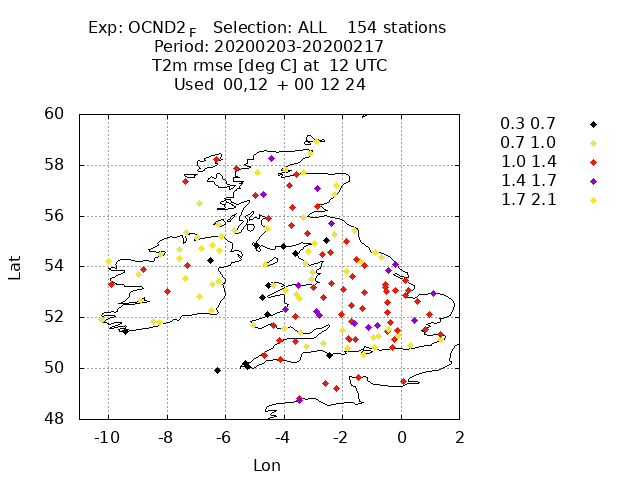 Exp: OCND2 F Selection: ALL 154 stations
Period: 20200203-20200217
T2m rmse [deg C] at 12 UTC
Used 00,12 + 00 12 24
0.3 0.7
0.7 1.0
1.0 1.4
1.4 1.7
1.7 2.1
60
58
56
54
52
50
48
Lat
-10 -8 -6 -4 -2 0 2
Lon